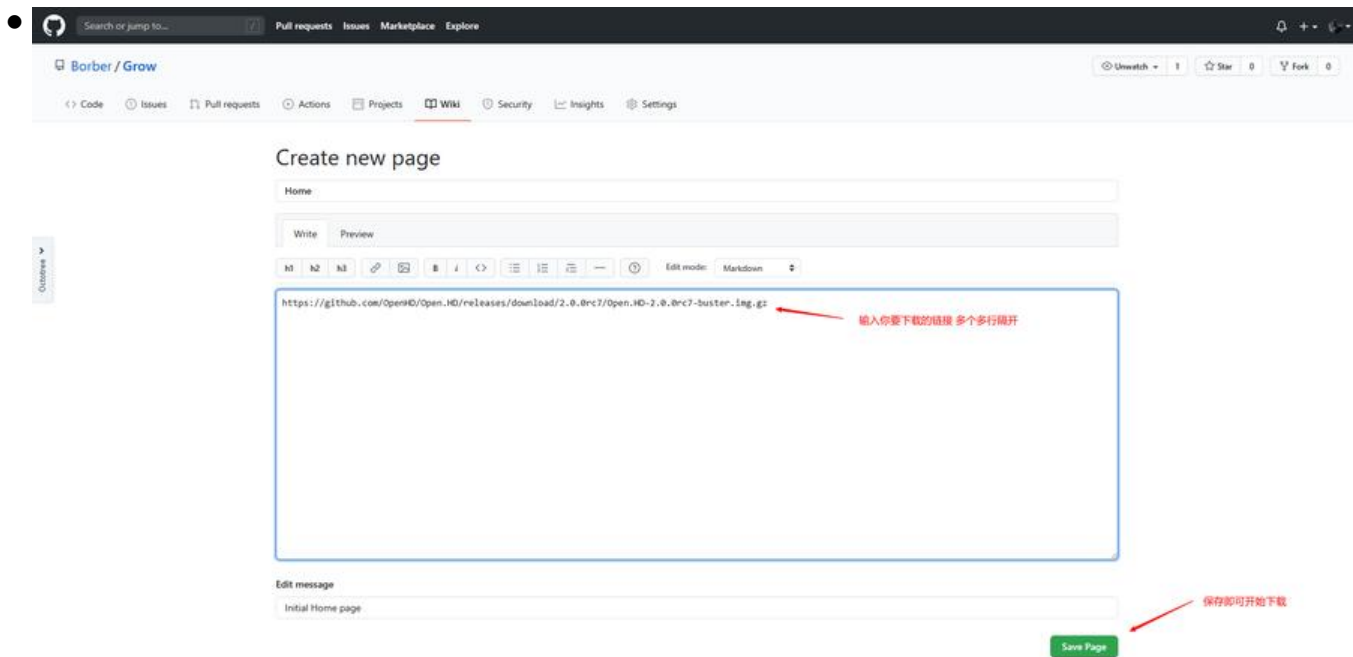 Search or jump to... / Pull requests Issues Marketplace Explore
Borber / Grow
Unwatch 1 Star 0 Fork 0
Code Issues Pull requests Actions Projects Wiki Security Insights Settings
Create new page
Home
Write Preview
h1 h2 h3 B i <> Edit mode: Markdown
Octotree
https://github.com/OpenHD/Open.HD/releases/download/2.0.0rc7/Open.HD-2.0.0rc7-buster.img.gz
输入你要下载的链接 多个多行隔开
Edit message
Initial Home page
保存即可开始下载
Save Page